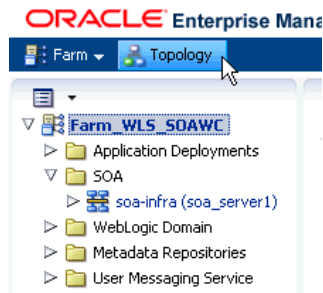 ORACLE Enterprise Mana
Farm Topology
Farm_WLS_SOAWC
Application Deployments
SOA
soa-infra (soa_server1)
WebLogic Domain
Metadata Repositories
User Messaging Service